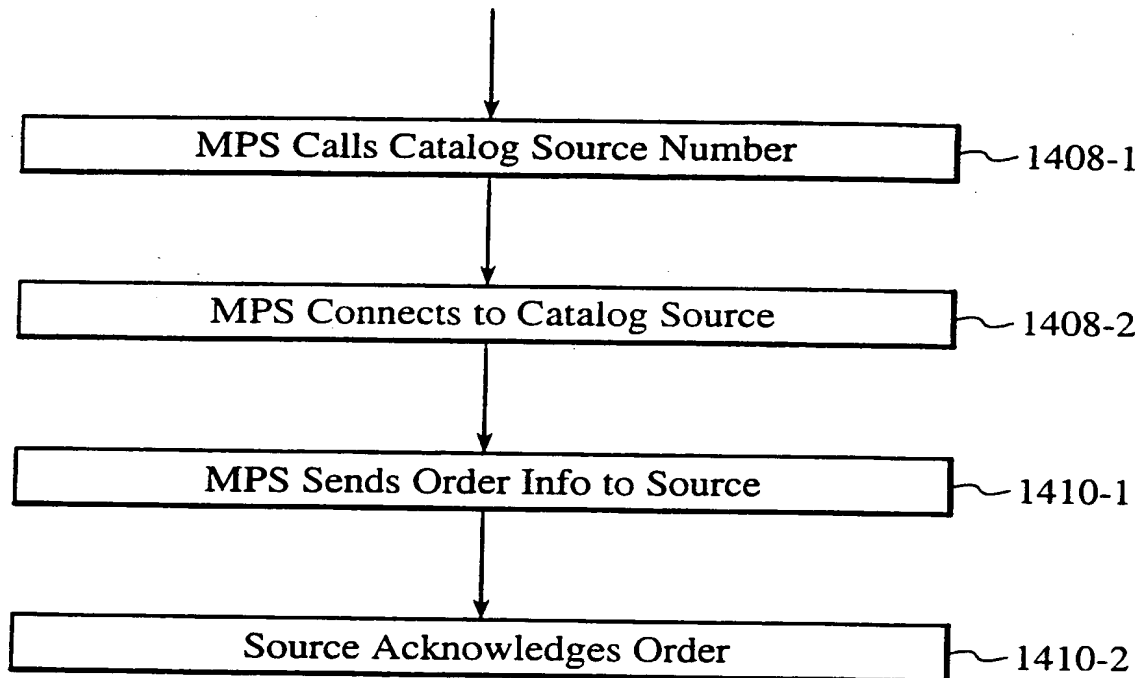 MPS Calls Catalog Source Number
1408-1
MPS Connects to Catalog Source
1408-2
MPS Sends Order Info to Source
1410-1
Source Acknowledges Order
1410-2